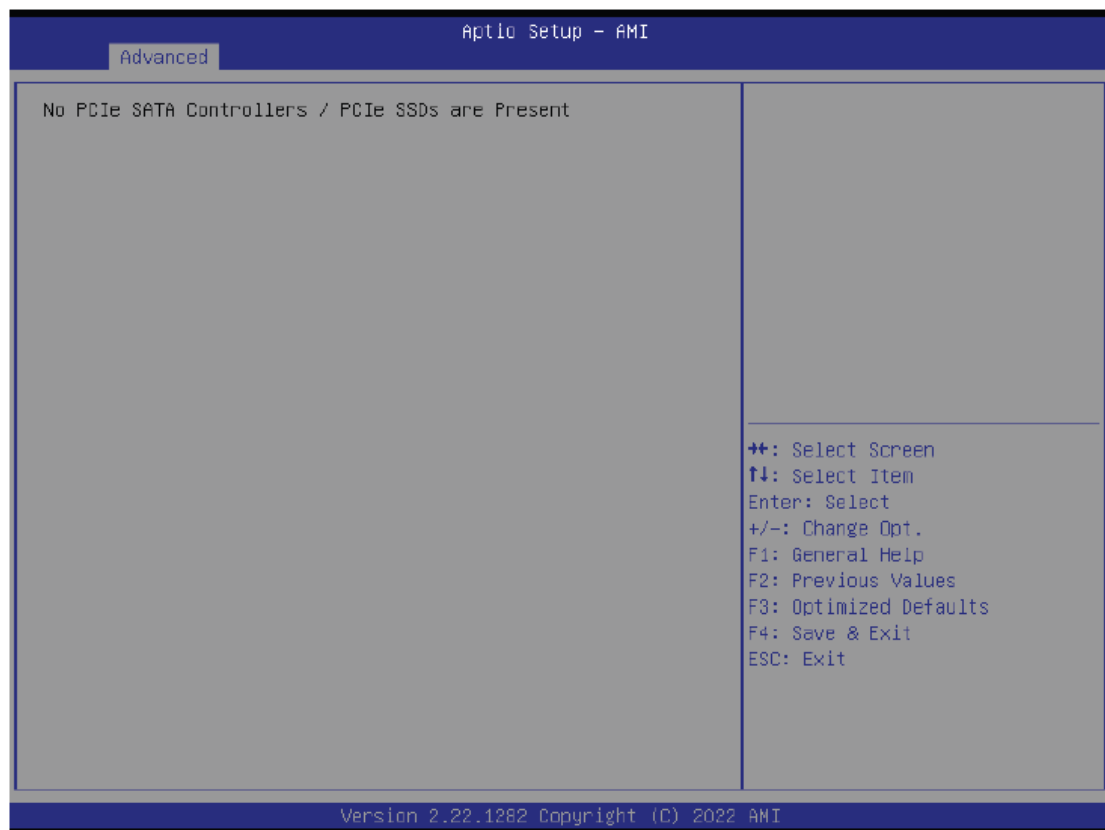 Aptio Setup - AMI
Advanced
No PCIe SATA Controllers / PCIe SSDs are Present
→←: Select Screen
↑↓: Select Item
Enter: Select
+/-: Change Opt.
F1: General Help
F2: Previous Values
F3: Optimized Defaults
F4: Save & Exit
ESC: Exit
Version 2.22.1282 Copyright (C) 2022 AMI